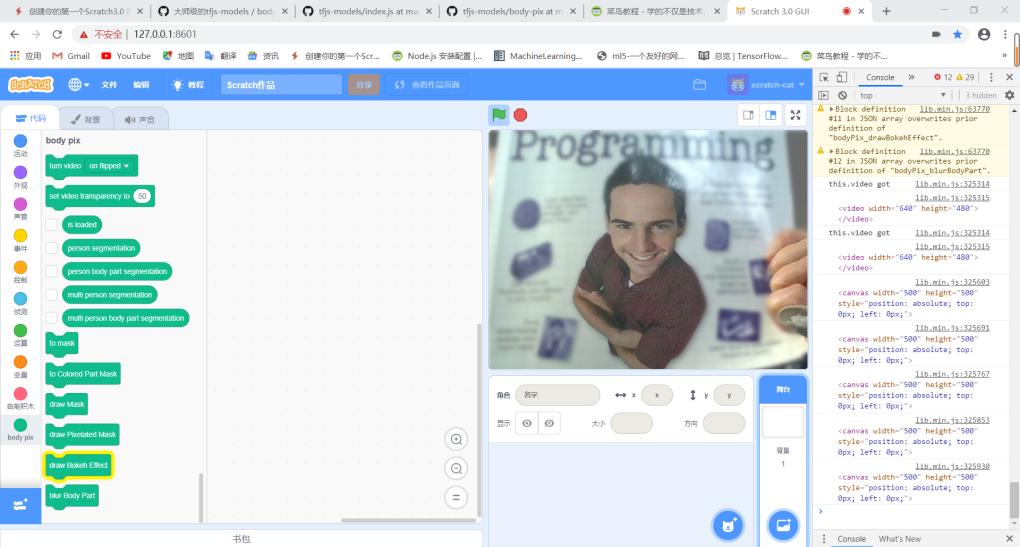 创建你的第一个Scratch3.0 E
大师级的tfjs-models / body
tfjs-models/index.js at ma
tfjs-models/body-pix at m
菜鸟教程 - 学的不仅是技术
Scratch 3.0 GUI
不安全 | 127.0.0.1:8601
应用
Gmail
YouTube
地图
翻译
资讯
创建你的第一个Scr...
Node.js 安装配置 |...
MachineLearning...
ml5-一个友好的网...
总览 | TensorFlow...
菜鸟教程 - 学的不...
»
SCRATCH
文件
编辑
教程
Scratch作品
分享
查看作品页面
scratch-cat
代码
背景
声音
运动
外观
声音
事件
控制
侦测
运算
变量
自制积木
body pix
body pix
turn video on flipped
set video transparency to 50
is loaded
person segmentation
person body part segmentation
multi person segmentation
multi person body part segmentation
to mask
to Colored Part Mask
draw Mask
draw Pixelated Mask
draw Bokeh Effect
blur Body Part
书包
Programming
角色
名字
x
x
y
y
显示
大小
方向
舞台
背景
1
Console
»
12
29
top
3 hidden
Block definition lib.min.js:63770
#11 in JSON array overwrites prior
definition of
"bodyPix_drawBokehEffect".
Block definition lib.min.js:63770
#12 in JSON array overwrites prior
definition of "bodyPix_blurBodyPart".
this.video got lib.min.js:325314
lib.min.js:325315
<video width="640" height="480">
</video>
this.video got lib.min.js:325314
lib.min.js:325315
<video width="640" height="480">
</video>
lib.min.js:325603
<canvas width="500" height="500"
style="position: absolute; top:
0px; left: 0px;">
lib.min.js:325691
<canvas width="500" height="500"
style="position: absolute; top:
0px; left: 0px;">
lib.min.js:325767
<canvas width="500" height="500"
style="position: absolute; top:
0px; left: 0px;">
lib.min.js:325853
<canvas width="500" height="500"
style="position: absolute; top:
0px; left: 0px;">
lib.min.js:325930
<canvas width="500" height="500"
style="position: absolute; top:
0px; left: 0px;">
Console
What's New